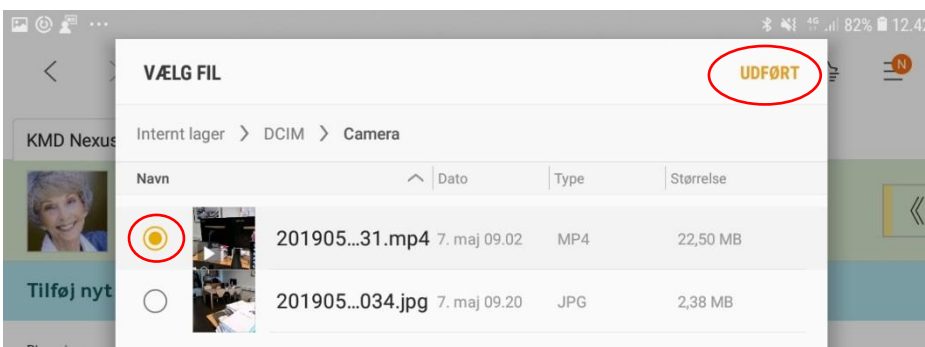 4G 82% 12.42
VÆLG FIL UDFØRT
N
Internt lager > DCIM > Camera
KMD Nexus
Navn Dato Type Størrelse
201905...31.mp4 7. maj 09.02 MP4 22,50 MB
Tilføj nyt
201905...034.jpg 7. maj 09.20 JPG 2,38 MB